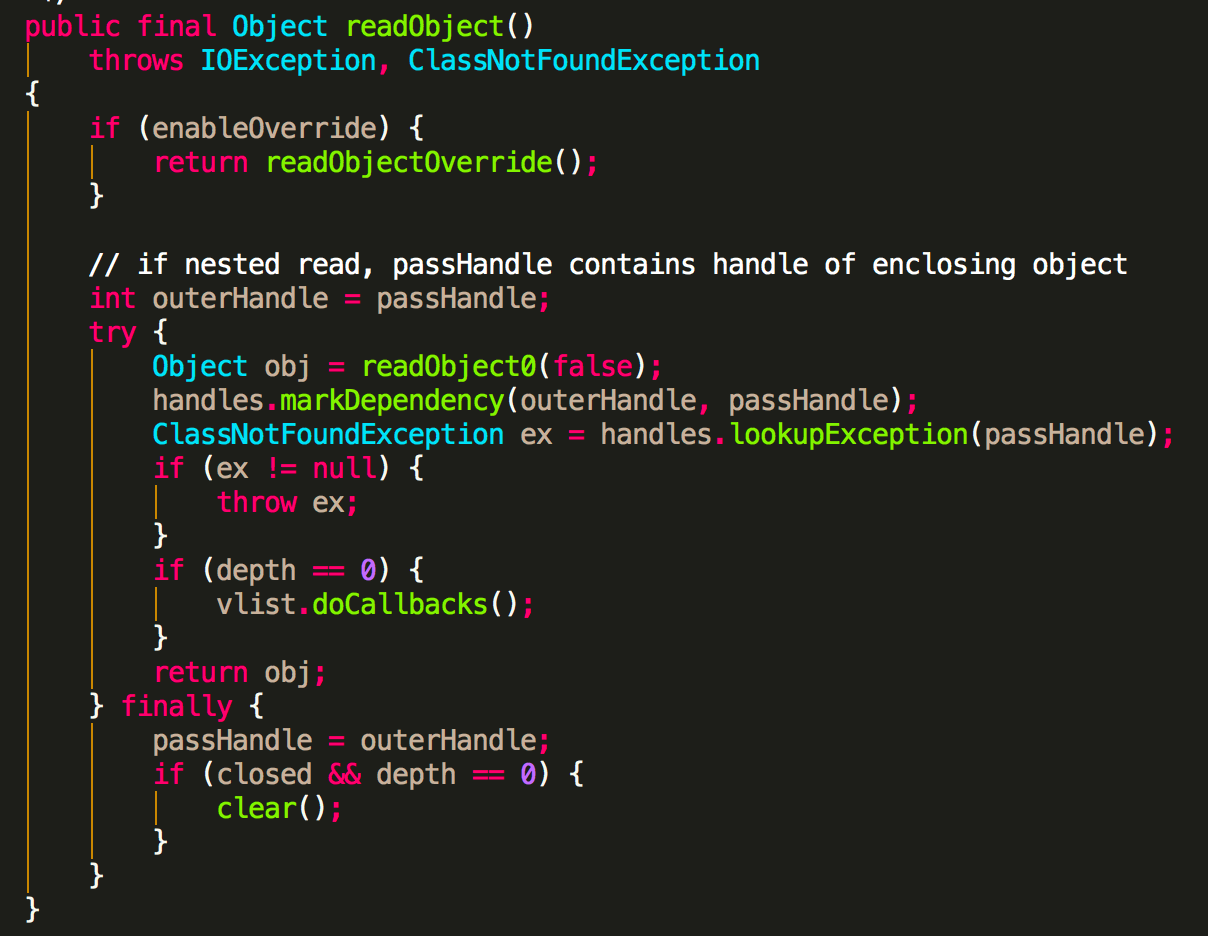 */
public final Object readObject()
    throws IOException, ClassNotFoundException
{
    if (enableOverride) {
        return readObjectOverride();
    }

    // if nested read, passHandle contains handle of enclosing object
    int outerHandle = passHandle;
    try {
        Object obj = readObject0(false);
        handles.markDependency(outerHandle, passHandle);
        ClassNotFoundException ex = handles.lookupException(passHandle);
        if (ex != null) {
            throw ex;
        }
        if (depth == 0) {
            vlist.doCallbacks();
        }
        return obj;
    } finally {
        passHandle = outerHandle;
        if (closed && depth == 0) {
            clear();
        }
    }
}